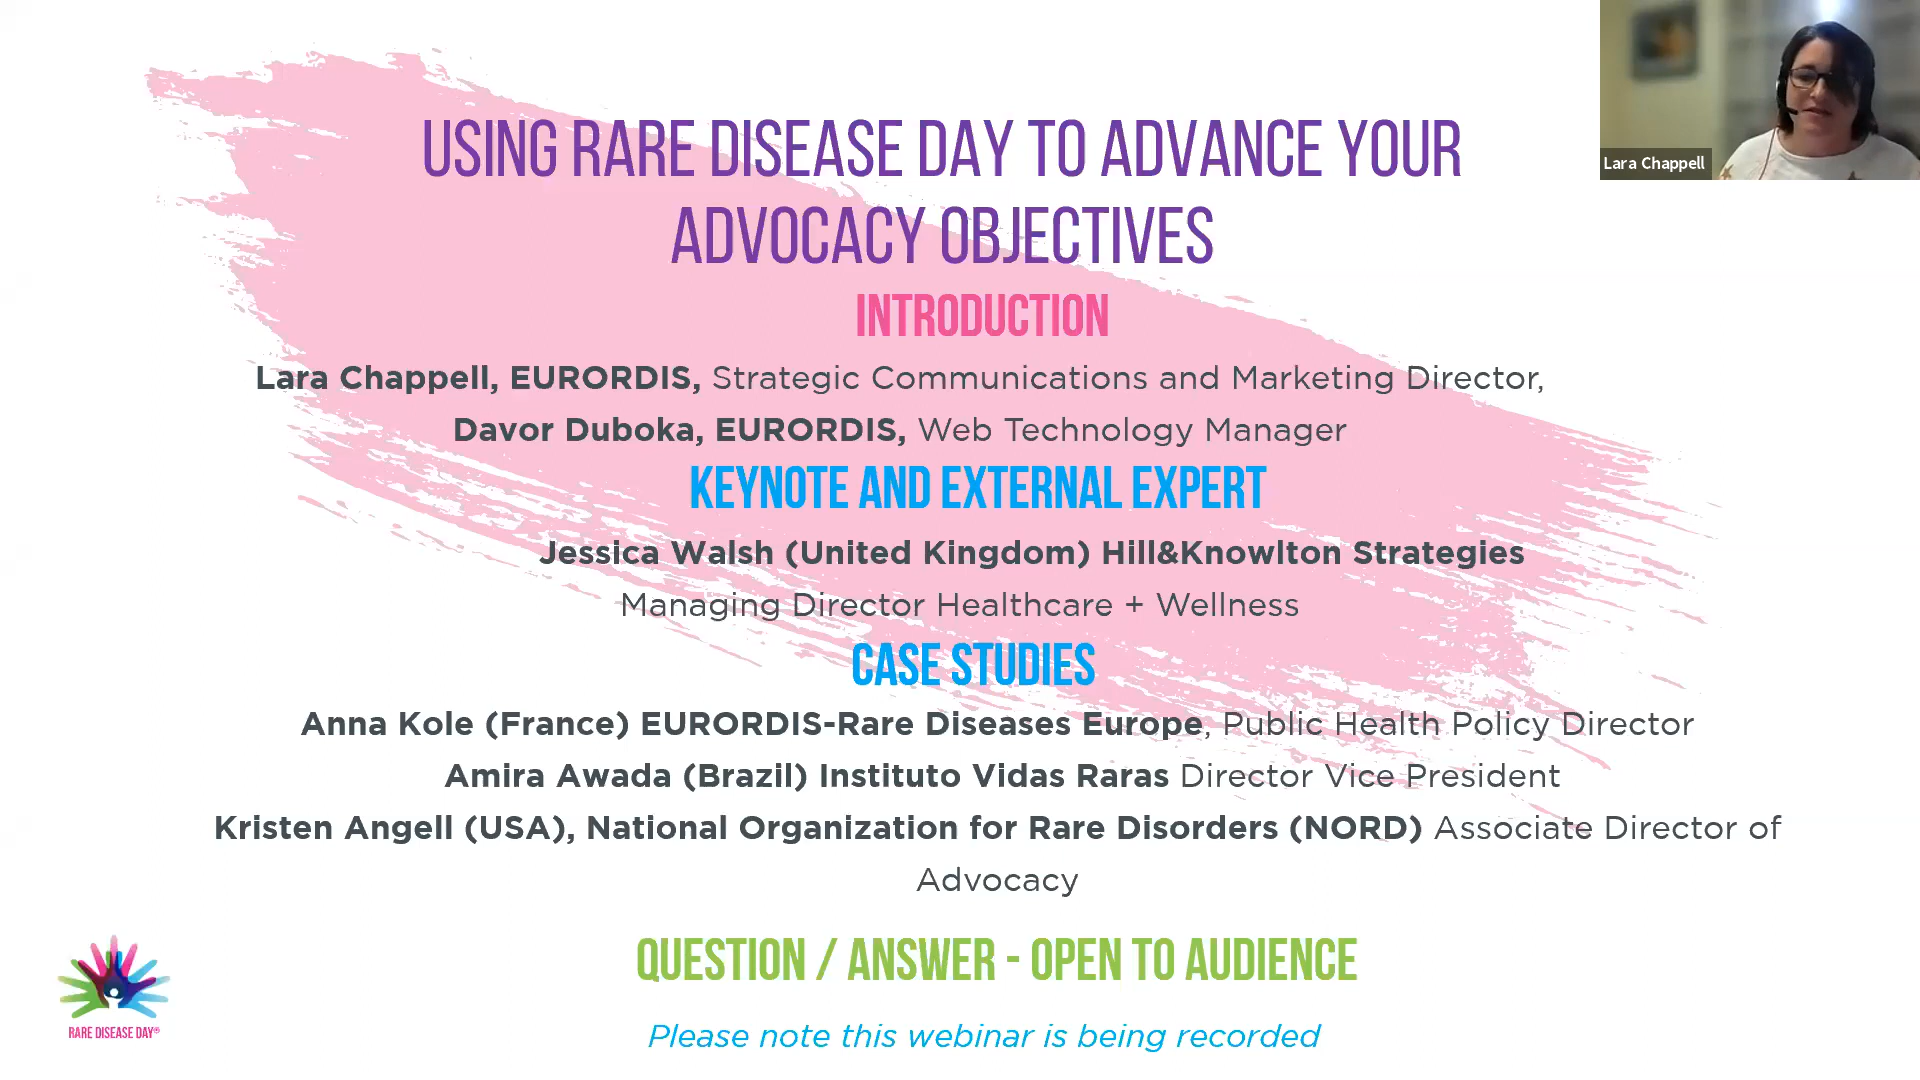 USING RARE DISEASE DAY TO ADVANCE YOUR
ADVOCACY OBJECTIVES
INTRODUCTION
Lara Chappell, EURORDIS, Strategic Communications and Marketing Director,
Davor Duboka, EURORDIS, Web Technology Manager
KEYNOTE AND EXTERNAL EXPERT
Jessica Walsh (United Kingdom) Hill&Knowlton Strategies
Managing Director Healthcare + Wellness
CASE STUDIES
Anna Kole (France) EURORDIS-Rare Diseases Europe, Public Health Policy Director
Amira Awada (Brazil) Instituto Vidas Raras Director Vice President
Kristen Angell (USA), National Organization for Rare Disorders (NORD) Associate Director of
Advocacy
QUESTION / ANSWER - OPEN TO AUDIENCE
Please note this webinar is being recorded
RARE DISEASE DAY®
Lara Chappell